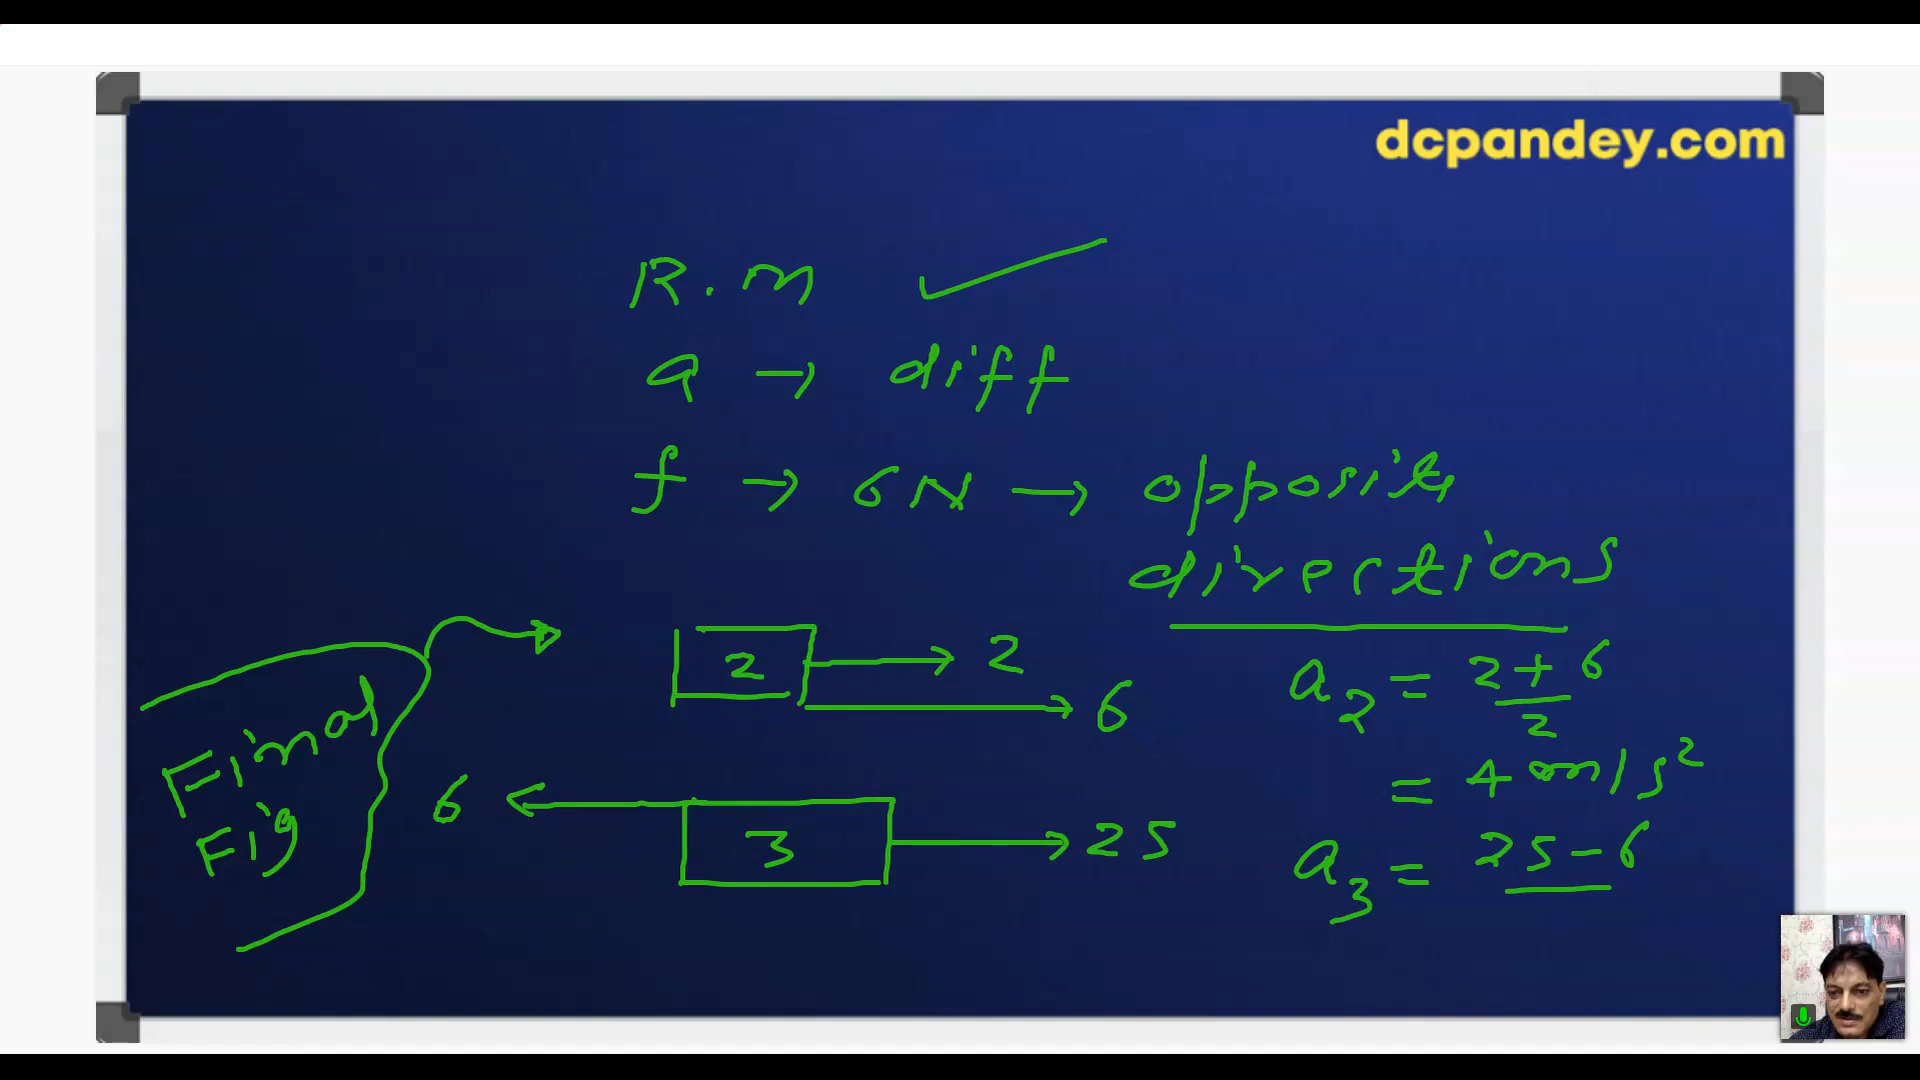 dcpandey.com
R.m ✓
a → diff
f → 6N → opposite
directions
2 → 2
→ 6
a2 = 2+6/2
= 4 m/s²
Final
Fig
6 ← 3 → 25
a3 = 25-6